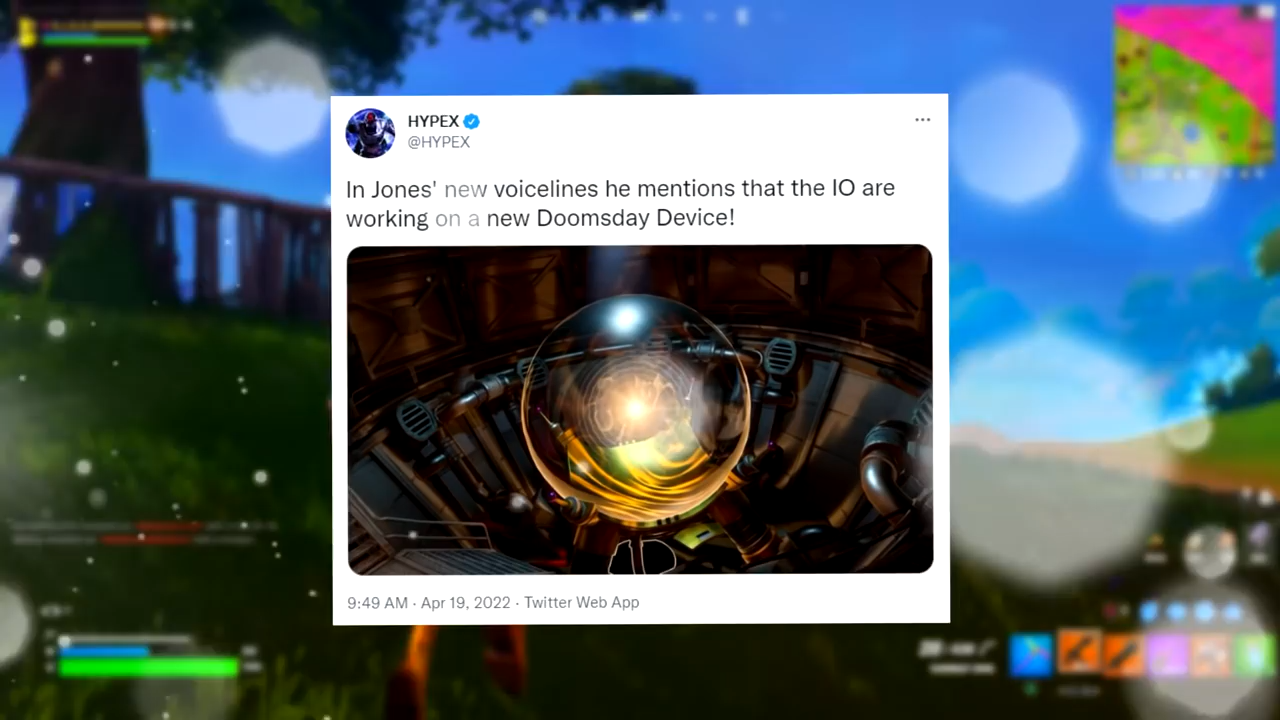 HYPEX
@HYPEX
In Jones' new voicelines he mentions that the IO are
working on a new Doomsday Device!
9:49 AM · Apr 19, 2022 · Twitter Web App